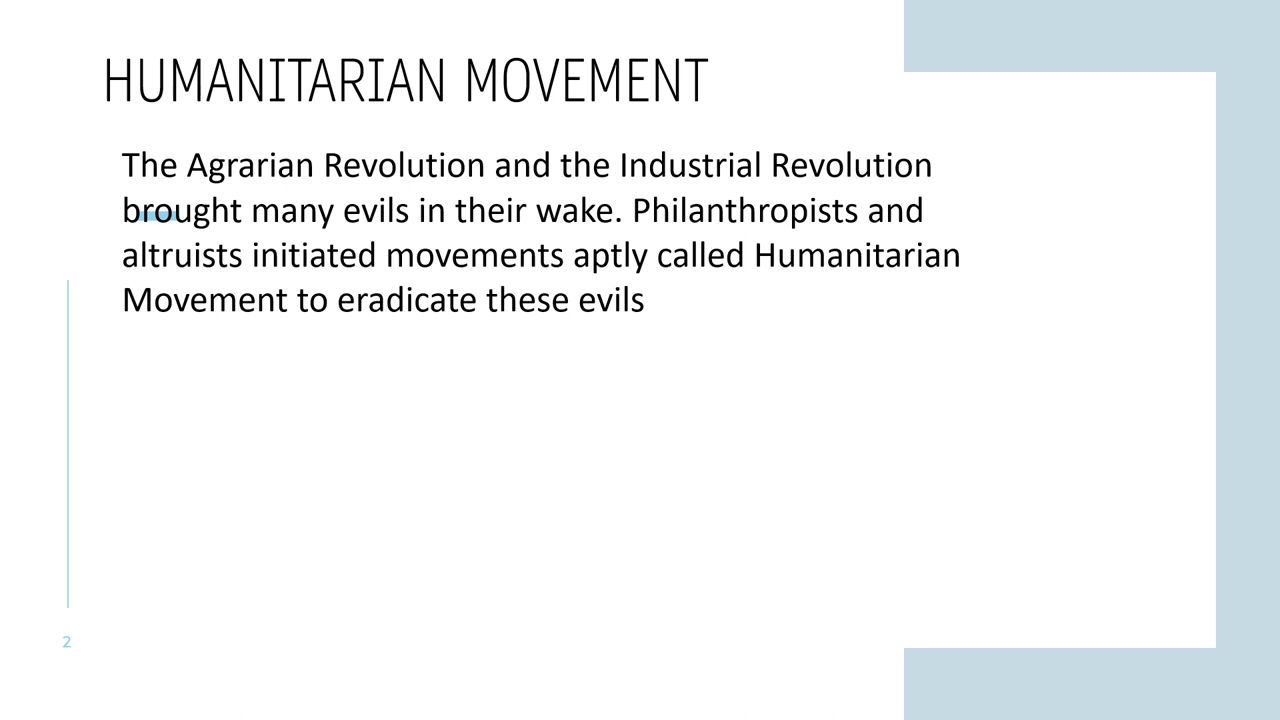 HUMANITARIAN MOVEMENT
The Agrarian Revolution and the Industrial Revolution
brought many evils in their wake. Philanthropists and
altruists initiated movements aptly called Humanitarian
Movement to eradicate these evils
2